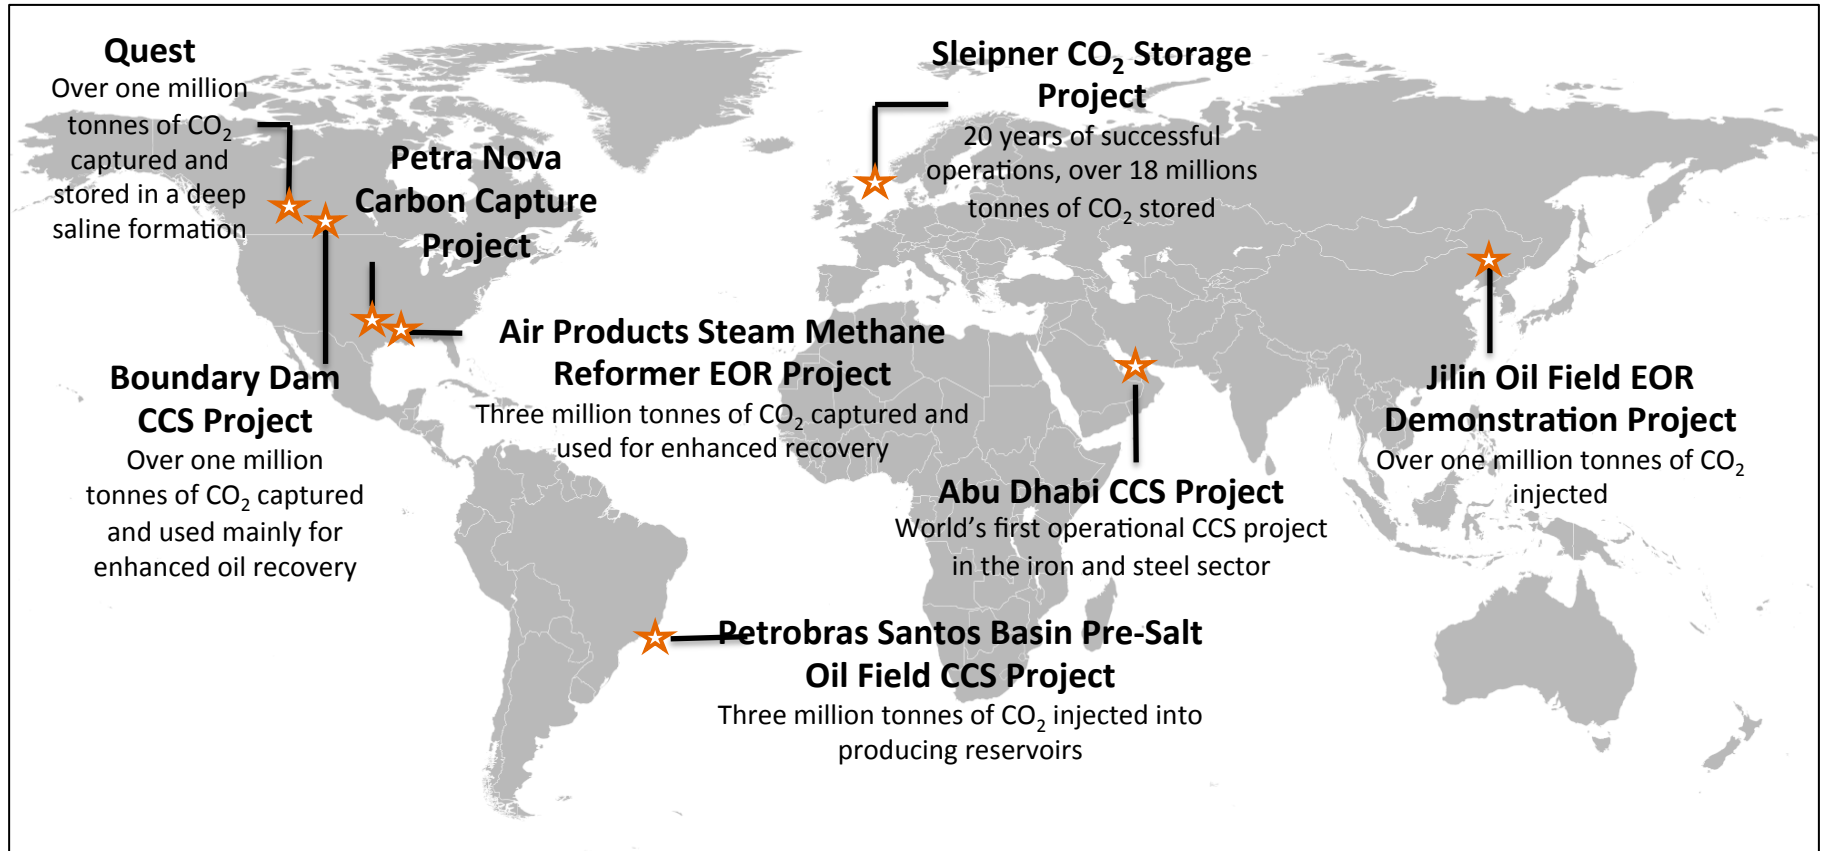 Quest
Over one million
tonnes of CO₂
captured and
stored in a deep
saline formation
Petra Nova
Carbon Capture
Project
Sleipner CO₂ Storage
Project
20 years of successful
operations, over 18 millions
tonnes of CO₂ stored
Boundary Dam
CCS Project
Over one million
tonnes of CO₂ captured
and used mainly for
enhanced oil recovery
Air Products Steam Methane
Reformer EOR Project
Three million tonnes of CO₂ captured and
used for enhanced recovery
Abu Dhabi CCS Project
World’s first operational CCS project
in the iron and steel sector
Jilin Oil Field EOR
Demonstration Project
Over one million tonnes of CO₂
injected
Petrobras Santos Basin Pre-Salt
Oil Field CCS Project
Three million tonnes of CO₂ injected into
producing reservoirs